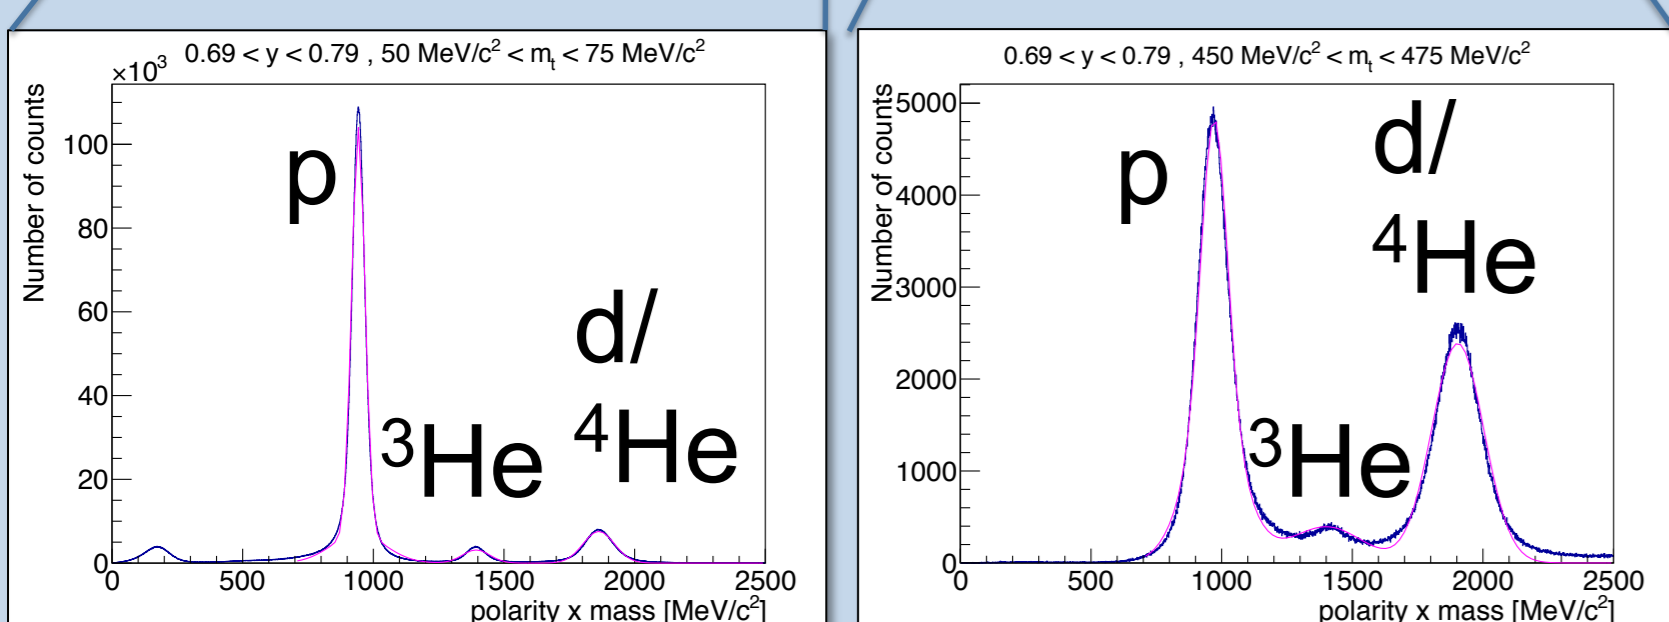 0.69 < y < 0.79 , 50 MeV/c² < mₜ < 75 MeV/c²
×10³
Number of counts
100
80
60
40
20
0
p
³He
d/
⁴He
0 500 1000 1500 2000 2500
polarity x mass [MeV/c²]
0.69 < y < 0.79 , 450 MeV/c² < mₜ < 475 MeV/c²
Number of counts
5000
4000
3000
2000
1000
0
p
³He
d/
⁴He
0 500 1000 1500 2000 2500
polarity x mass [MeV/c²]